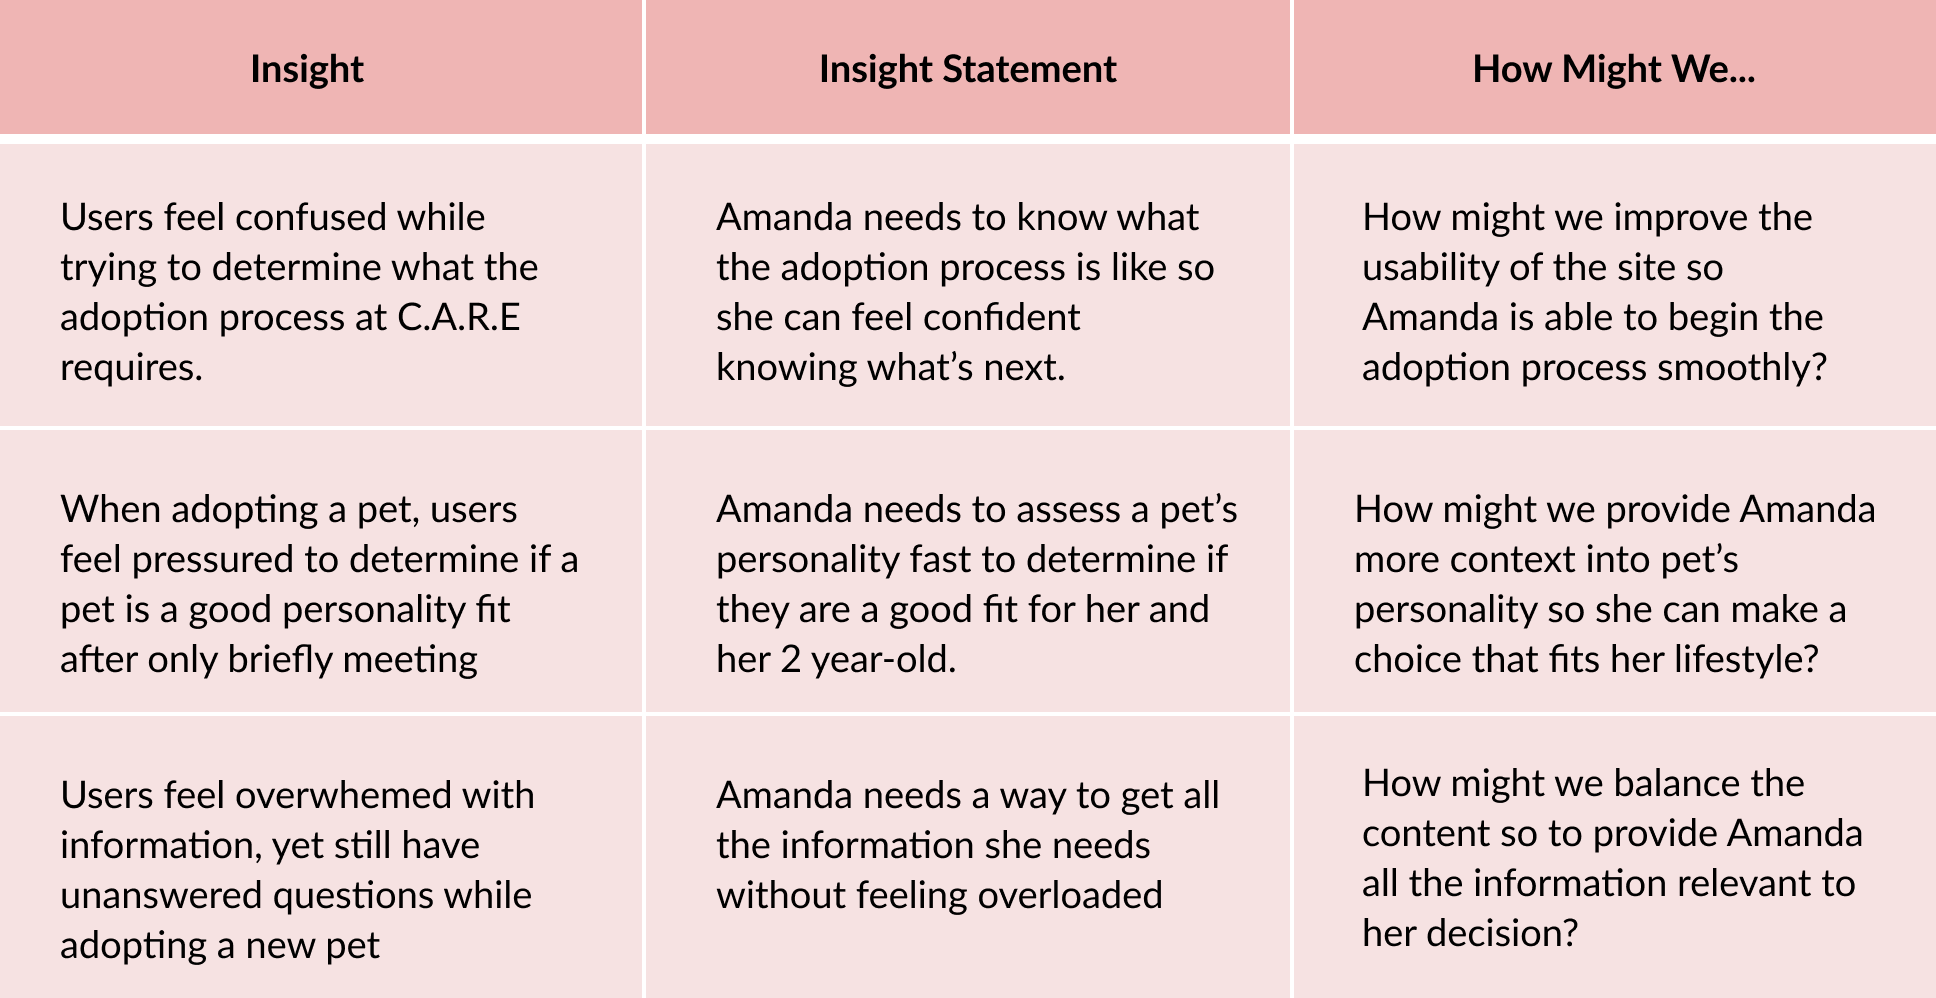 Insight
Insight Statement
How Might We...
Users feel confused while
trying to determine what the
adoption process at C.A.R.E
requires.
Amanda needs to know what
the adoption process is like so
she can feel confident
knowing what’s next.
How might we improve the
usability of the site so
Amanda is able to begin the
adoption process smoothly?
When adopting a pet, users
feel pressured to determine if a
pet is a good personality fit
after only briefly meeting
Amanda needs to assess a pet’s
personality fast to determine if
they are a good fit for her and
her 2 year-old.
How might we provide Amanda
more context into pet’s
personality so she can make a
choice that fits her lifestyle?
Users feel overwhemed with
information, yet still have
unanswered questions while
adopting a new pet
Amanda needs a way to get all
the information she needs
without feeling overloaded
How might we balance the
content so to provide Amanda
all the information relevant to
her decision?